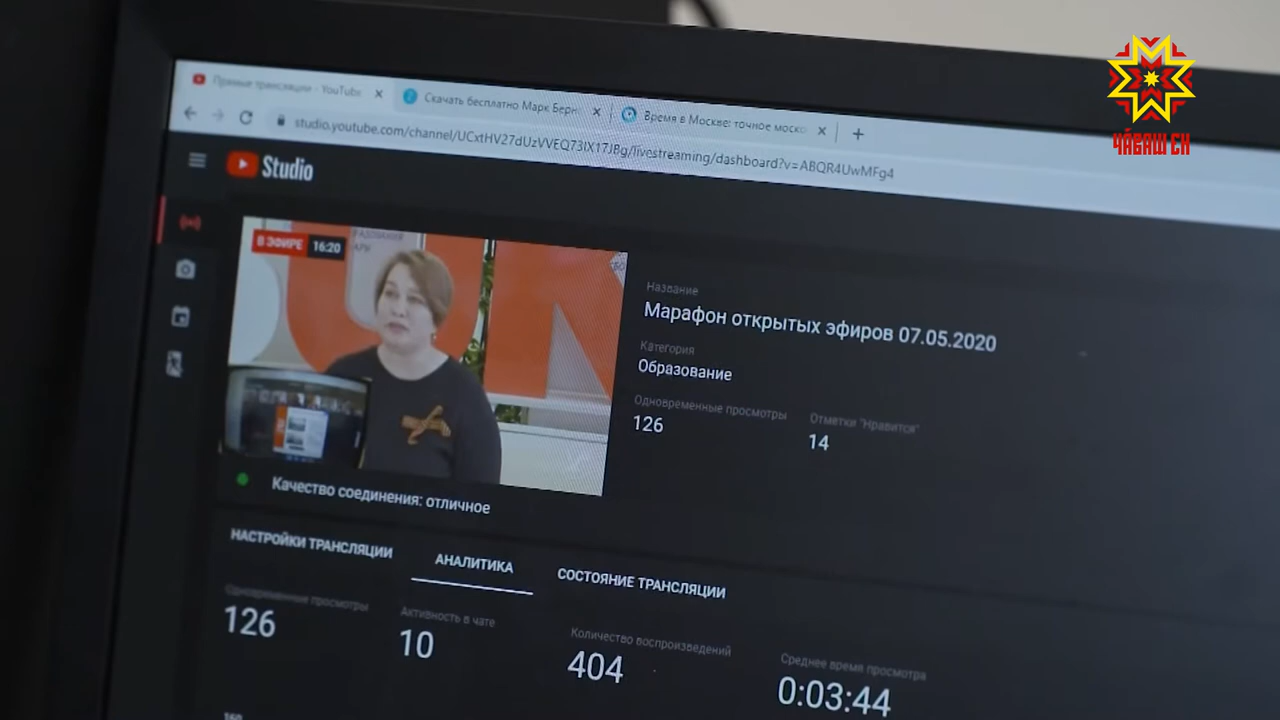 Прямые трансляции - YouTube
Скачать бесплатно Марк Берн
Время в Москве: точное моско
studio.youtube.com/channel/UCxtHV27dUzVVEQ73IX17JBg/livestreaming/dashboard?v=ABQR4UwMFg4
ЧӐВАШ ЕН
Studio
В ЭФИРЕ 16:20
Название
Марафон открытых эфиров 07.05.2020
Категория
Образование
Одновременные просмотры
126
Отметки "Нравится"
14
Качество соединения: отличное
НАСТРОЙКИ ТРАНСЛЯЦИИ
АНАЛИТИКА
СОСТОЯНИЕ ТРАНСЛЯЦИИ
Одновременные просмотры
126
Активность в чате
10
Количество воспроизведений
404
Среднее время просмотра
0:03:44
160